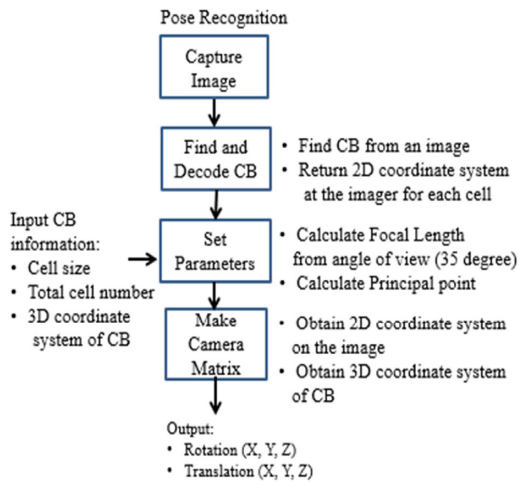 Pose Recognition
Capture
Image
Find and
Decode CB
• Find CB from an image
• Return 2D coordinate system
at the imager for each cell
Input CB
information:
• Cell size
• Total cell number
• 3D coordinate
system of CB
Set
Parameters
• Calculate Focal Length
from angle of view (35 degree)
• Calculate Principal point
Make
Camera
Matrix
• Obtain 2D coordinate system
on the image
• Obtain 3D coordinate system
of CB
Output:
• Rotation (X, Y, Z)
• Translation (X, Y, Z)